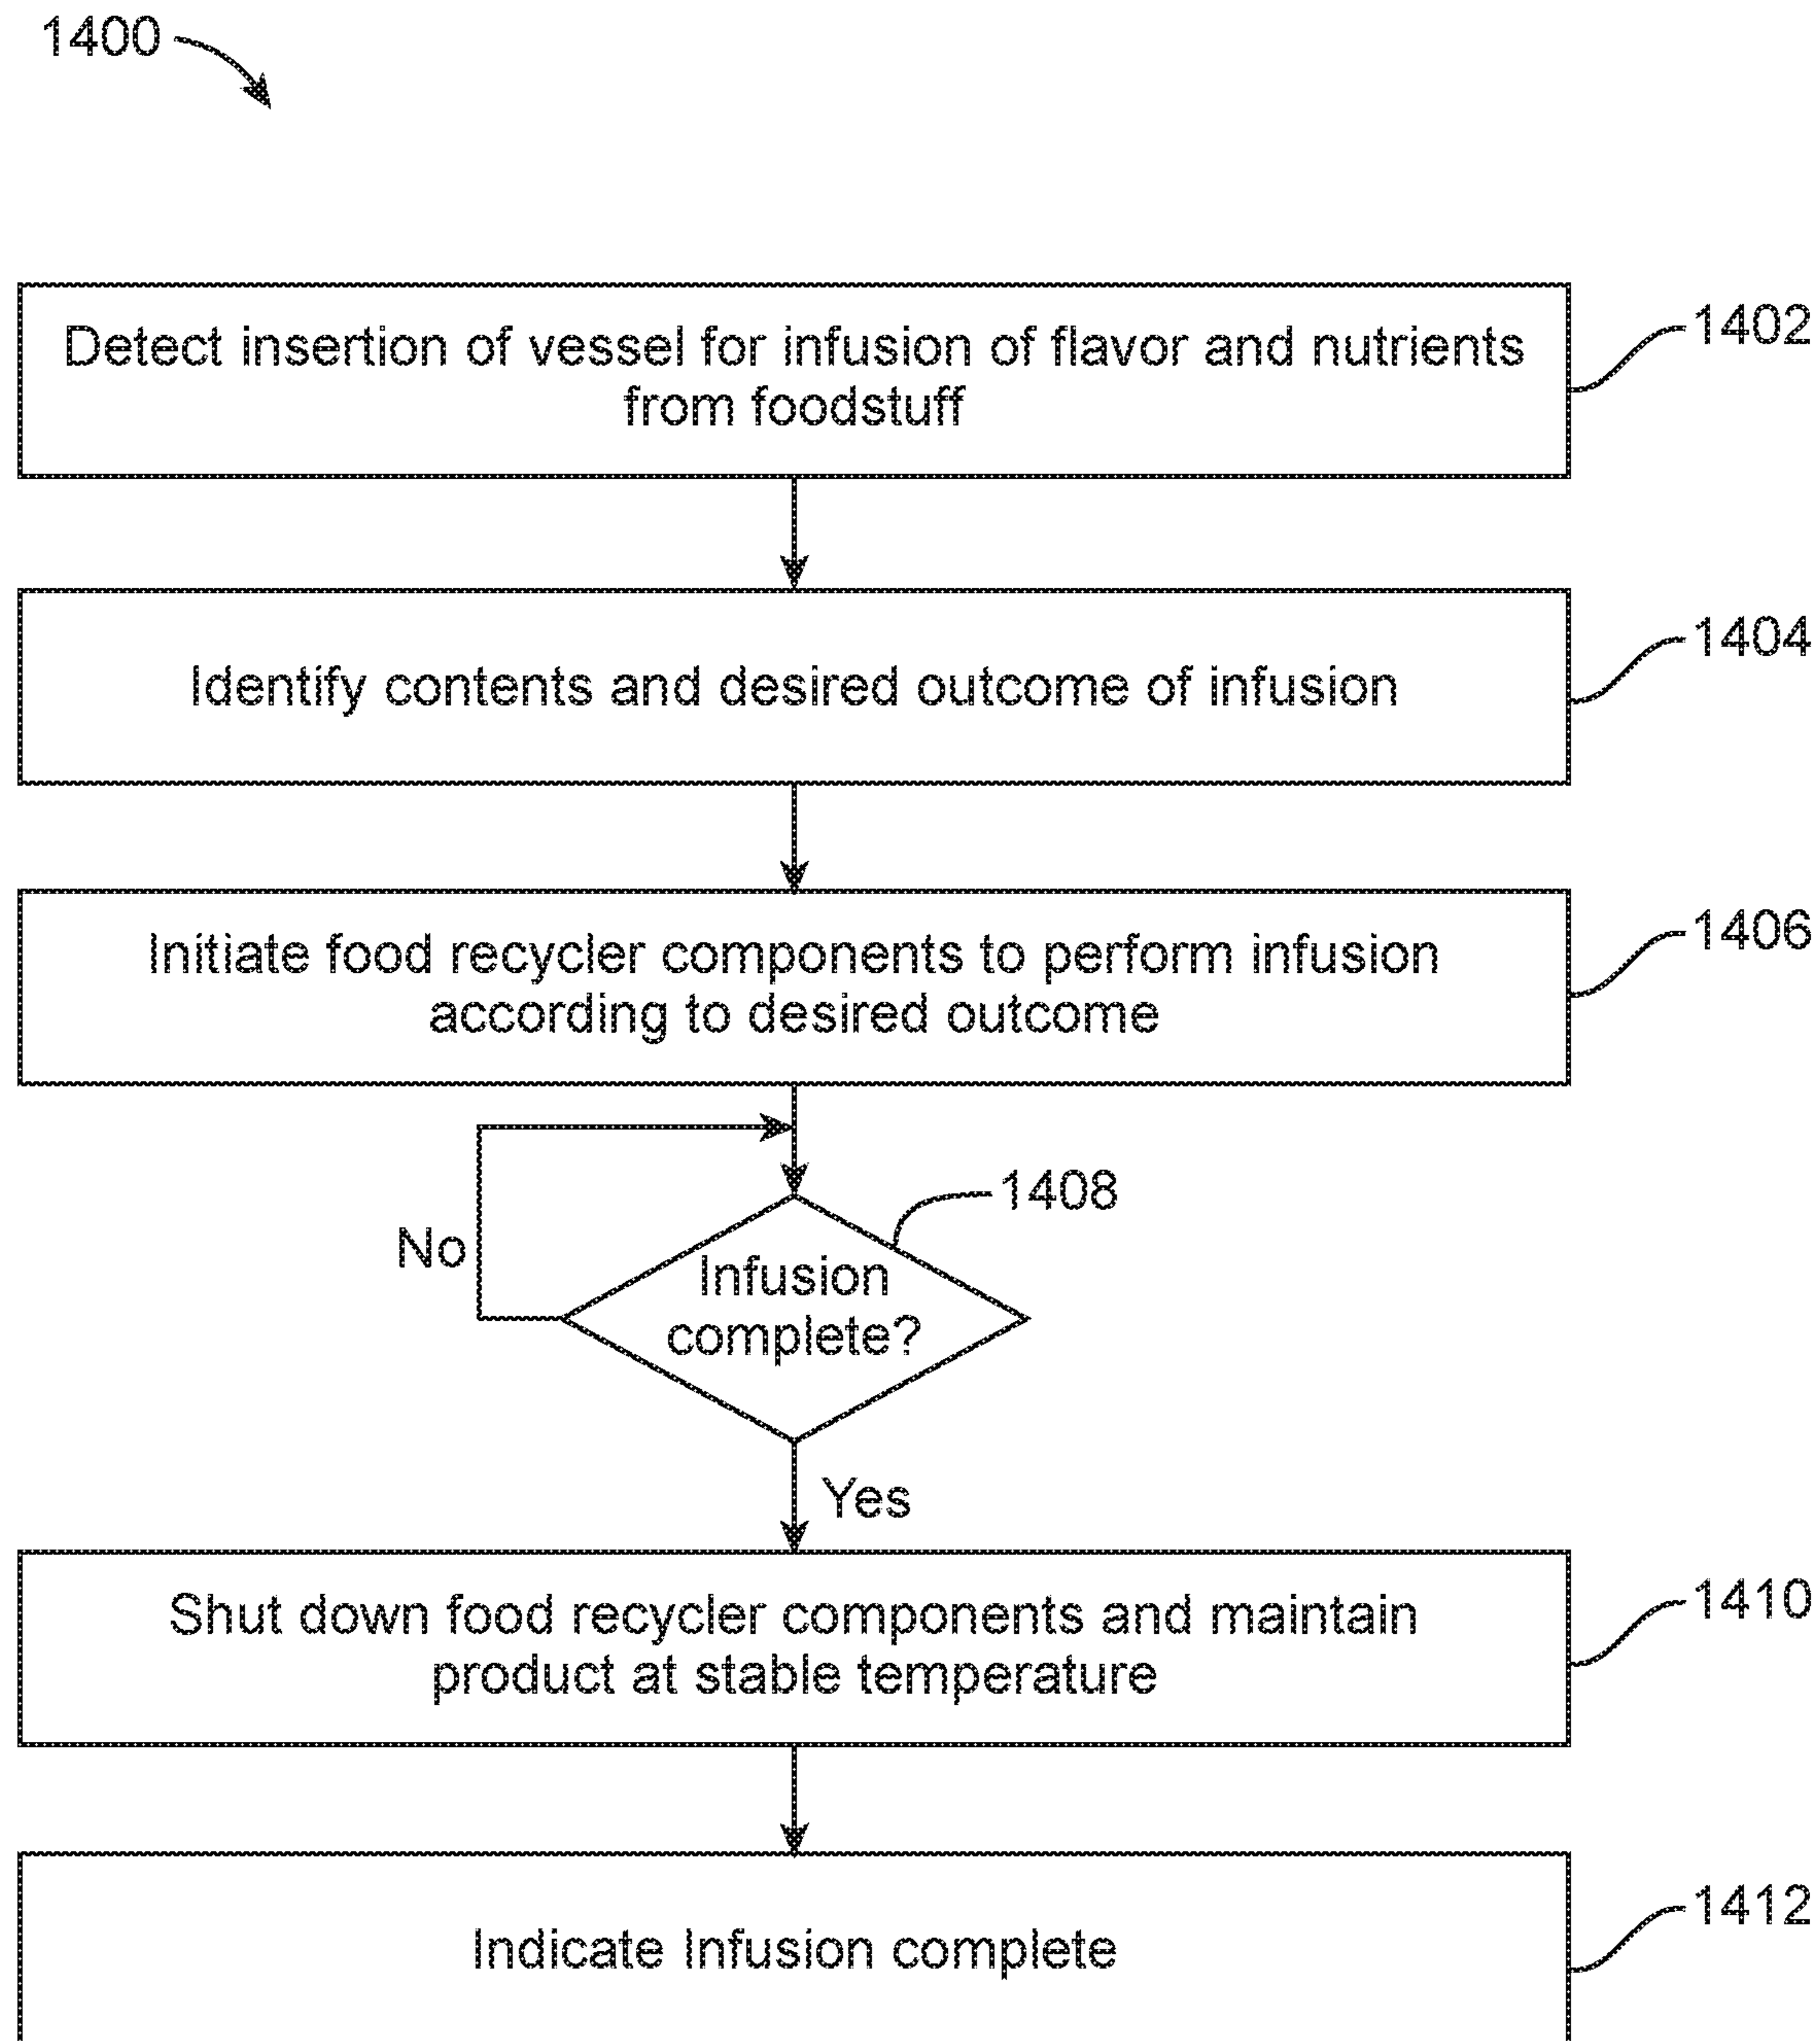 1400
Detect insertion of vessel for infusion of flavor and nutrients
from foodstuff
1402
Identify contents and desired outcome of infusion
1404
Initiate food recycler components to perform infusion
according to desired outcome
1406
No
Infusion
complete?
1408
Yes
Shut down food recycler components and maintain
product at stable temperature
1410
Indicate Infusion complete
1412